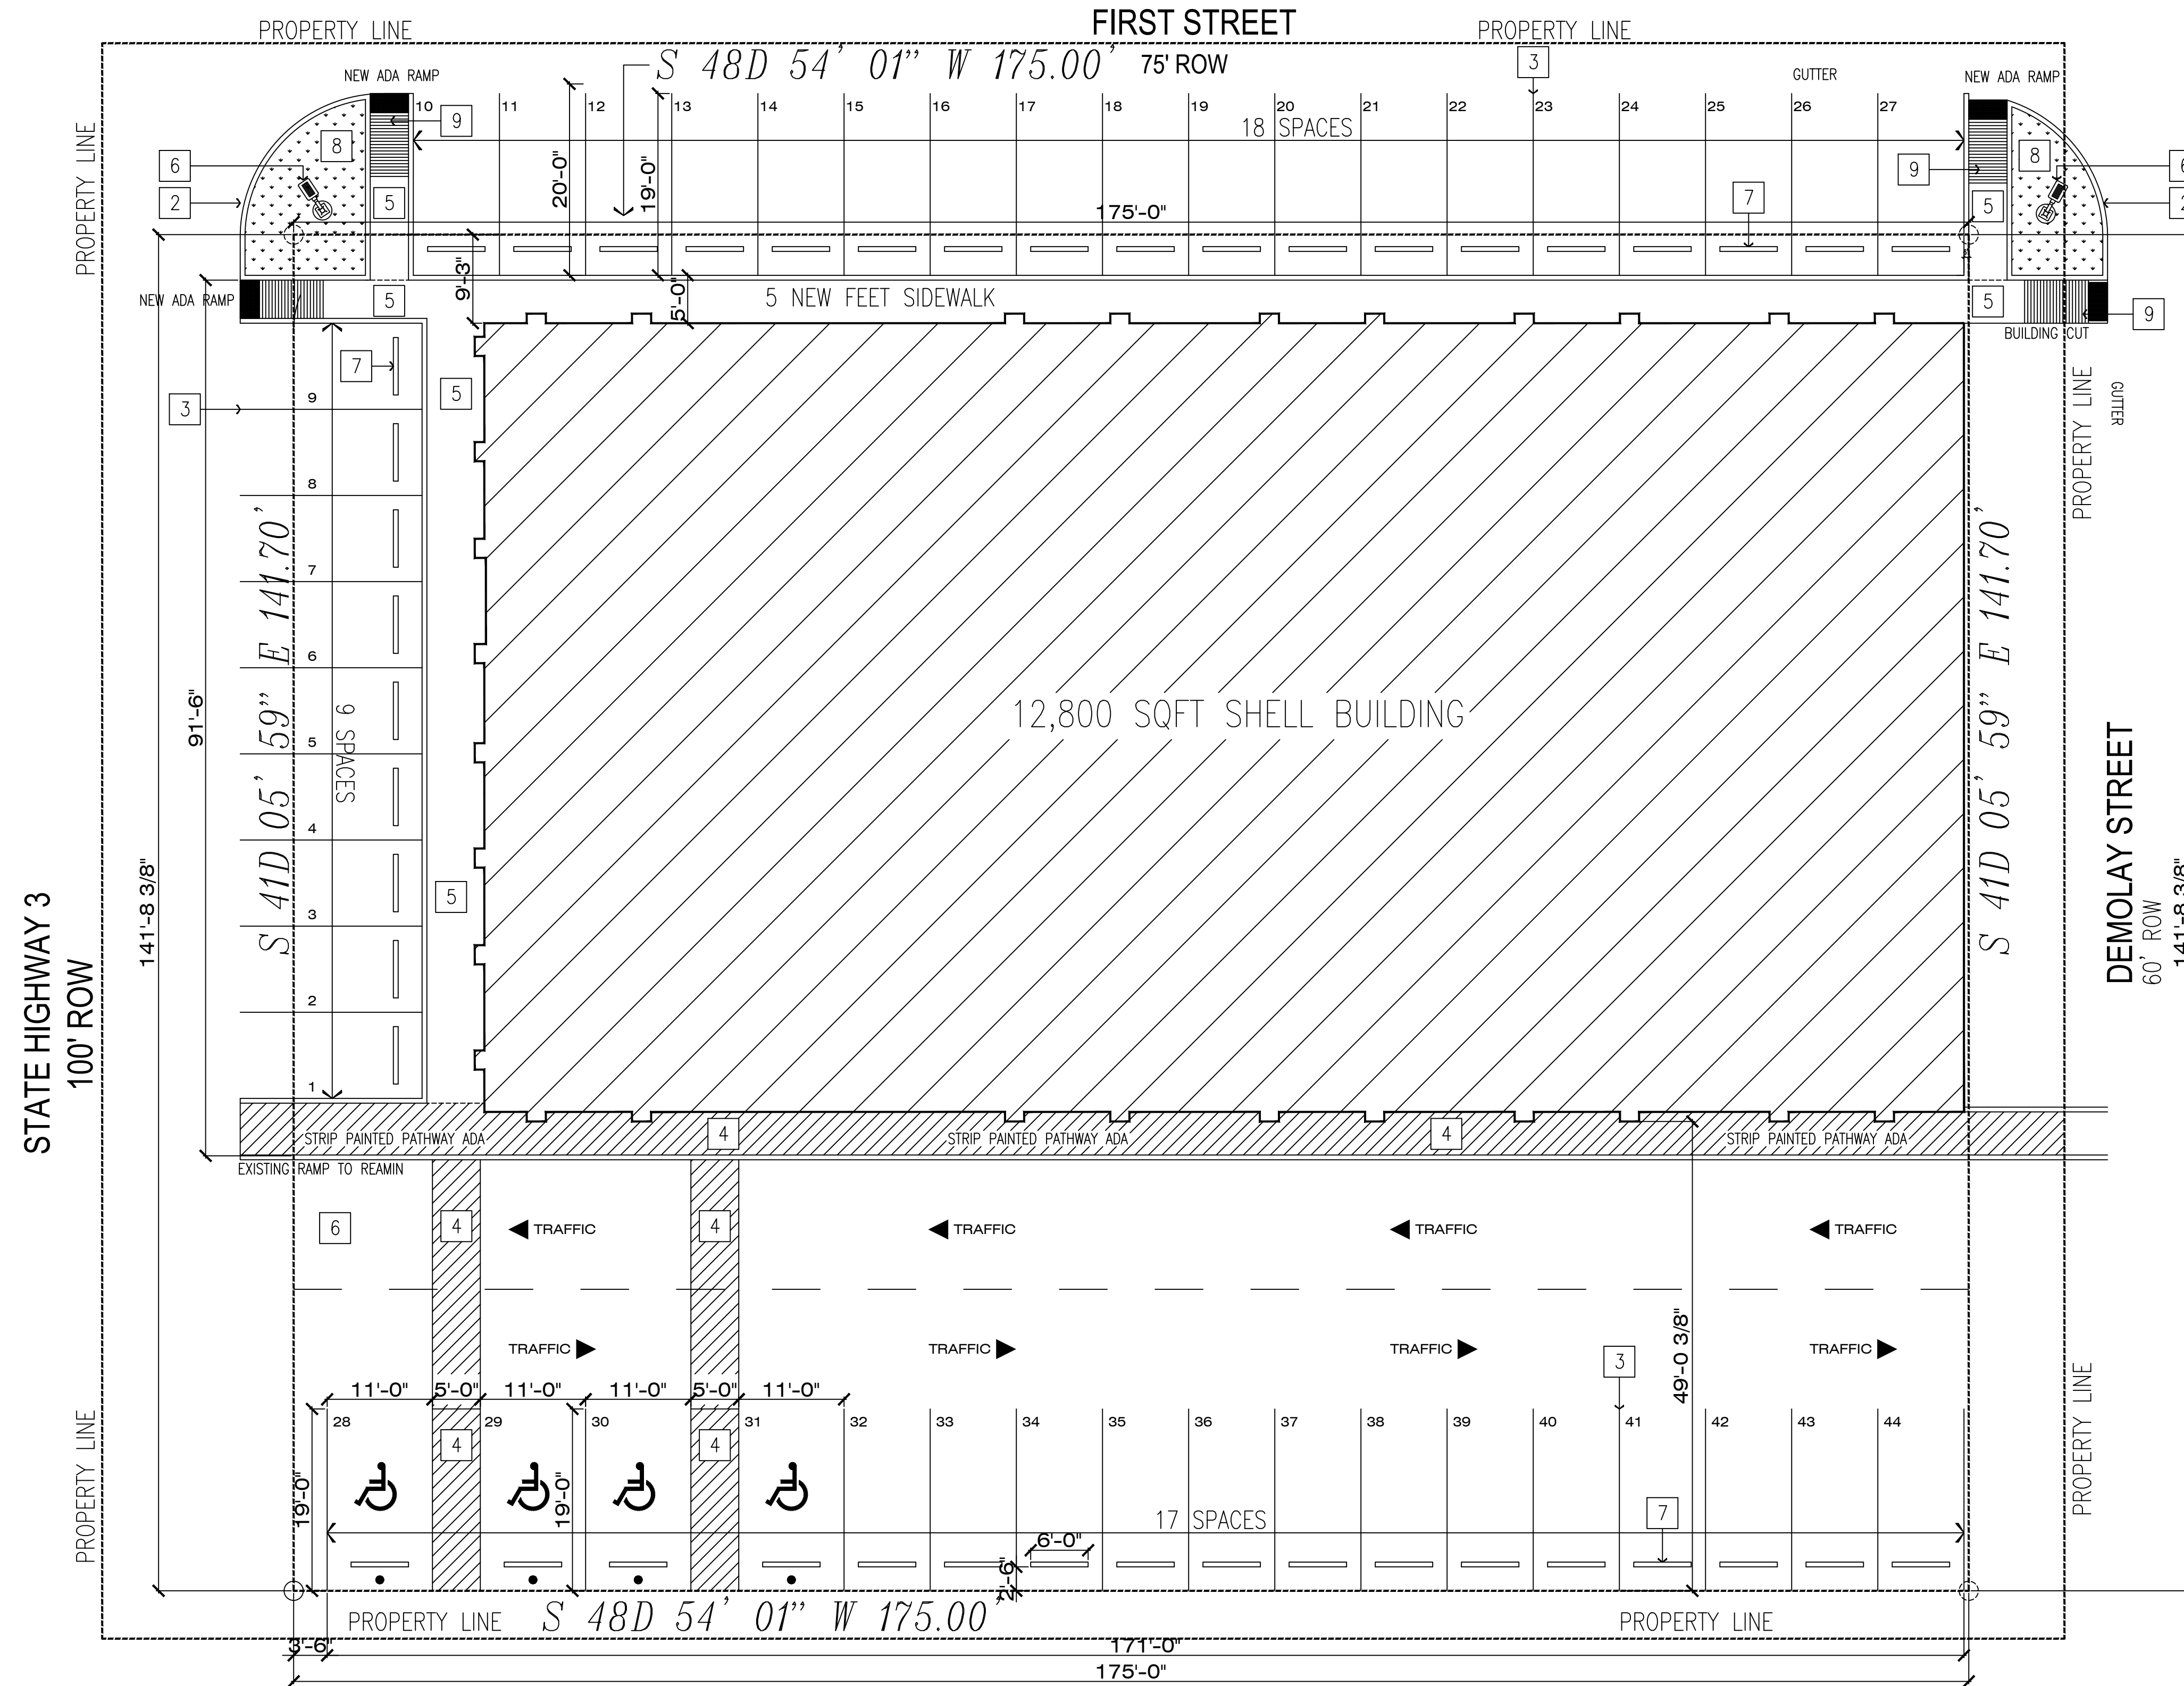 FIRST STREET
PROPERTY LINE
PROPERTY LINE
S 48D 54' 01" W 175.00'
75' ROW
3
NEW ADA RAMP
GUTTER
NEW ADA RAMP
10
11
12
13
14
15
16
17
18
19
20
21
22
23
24
25
26
27
9
18 SPACES
PROPERTY LINE
8
8
6
20'-0"
19'-0"
9
2
5
7
5
175'-0"
9'-3"
NEW ADA RAMP
5
5'-0"
5 NEW FEET SIDEWALK
5
9
BUILDING CUT
7
5
3
9
PROPERTY LINE
GUTTER
8
7
6
5
4
3
2
1
S 41D 05' 59" E 141.70'
9 SPACES
91'-6"
141'-8 3/8"
STATE HIGHWAY 3
100' ROW
5
12,800 SQFT SHELL BUILDING
S 41D 05' 59" E 141.70'
DEMOLAY STREET
60' ROW
141'-8 3/8"
STRIP PAINTED PATHWAY ADA
4
STRIP PAINTED PATHWAY ADA
4
STRIP PAINTED PATHWAY ADA
EXISTING RAMP TO REAMIN
6
4
TRAFFIC
4
TRAFFIC
TRAFFIC
TRAFFIC
TRAFFIC
TRAFFIC
TRAFFIC
TRAFFIC
3
49'-0 3/8"
11'-0"
5'-0"
11'-0"
11'-0"
5'-0"
11'-0"
28
29
30
31
32
33
34
35
36
37
38
39
40
41
42
43
44
4
4
PROPERTY LINE
PROPERTY LINE
19'-0"
19'-0"
17 SPACES
7
6'-0"
2'-6"
PROPERTY LINE
S 48D 54' 01" W 175.00'
PROPERTY LINE
3'-6"
171'-0"
175'-0"